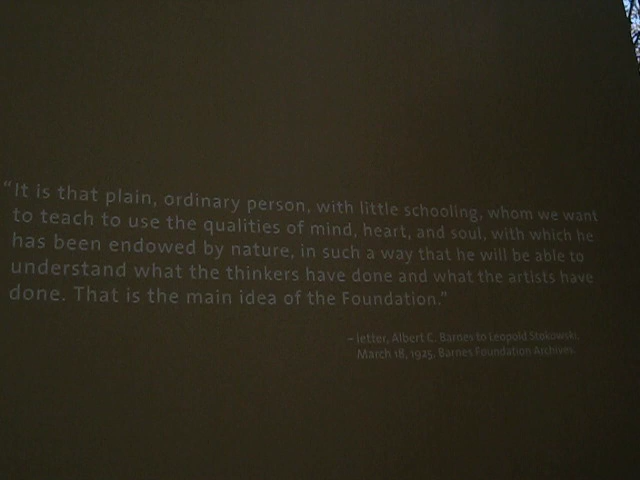 “It is that plain, ordinary person, with little schooling, whom we want
to teach to use the qualities of mind, heart, and soul, with which he
has been endowed by nature, in such a way that he will be able to
understand what the thinkers have done and what the artists have
done. That is the main idea of the Foundation.”
– letter, Albert C. Barnes to Leopold Stokowski,
March 18, 1925. Barnes Foundation Archives.